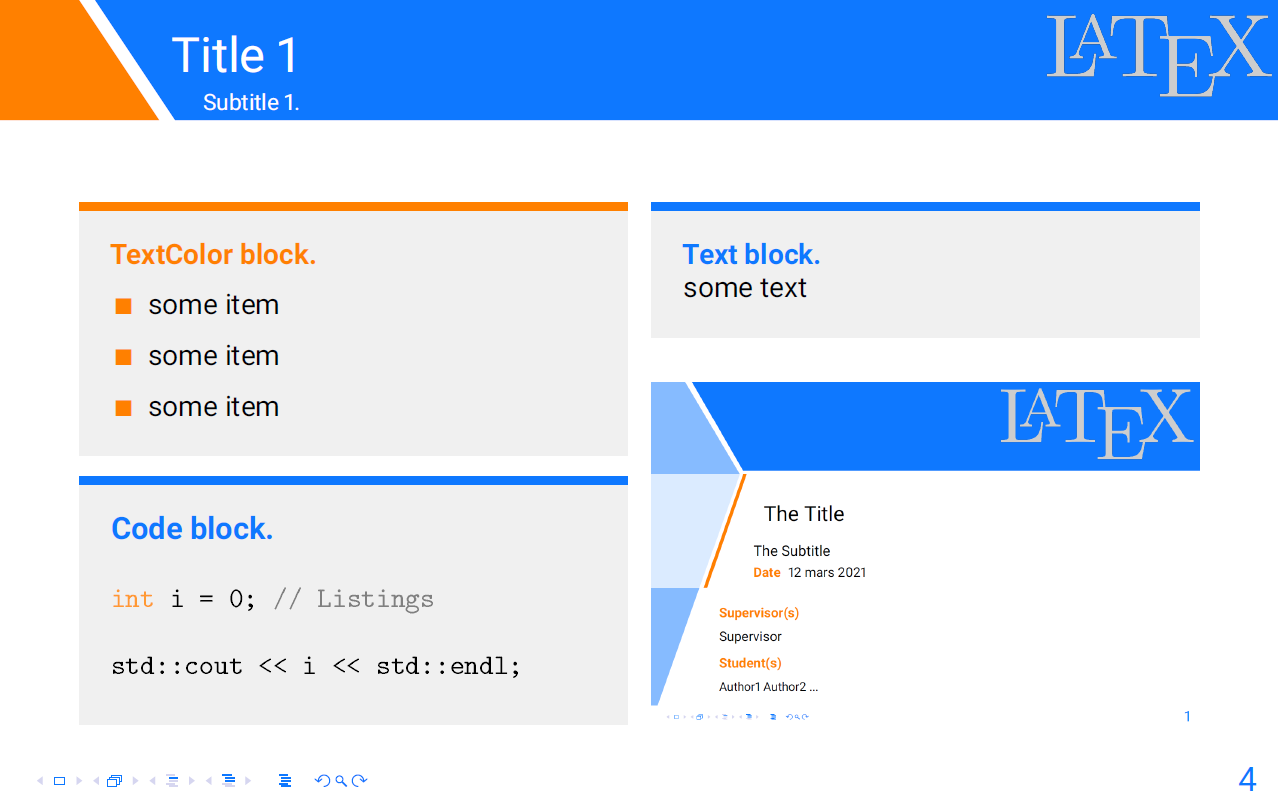 Title 1
Subtitle 1.
LATEX
TextColor block.
some item
some item
some item
Code block.
int i = 0; // Listings
std::cout << i << std::endl;
Text block.
some text
LATEX
The Title
The Subtitle
Date 12 mars 2021
Supervisor(s)
Supervisor
Student(s)
Author1 Author2 ...
1
4